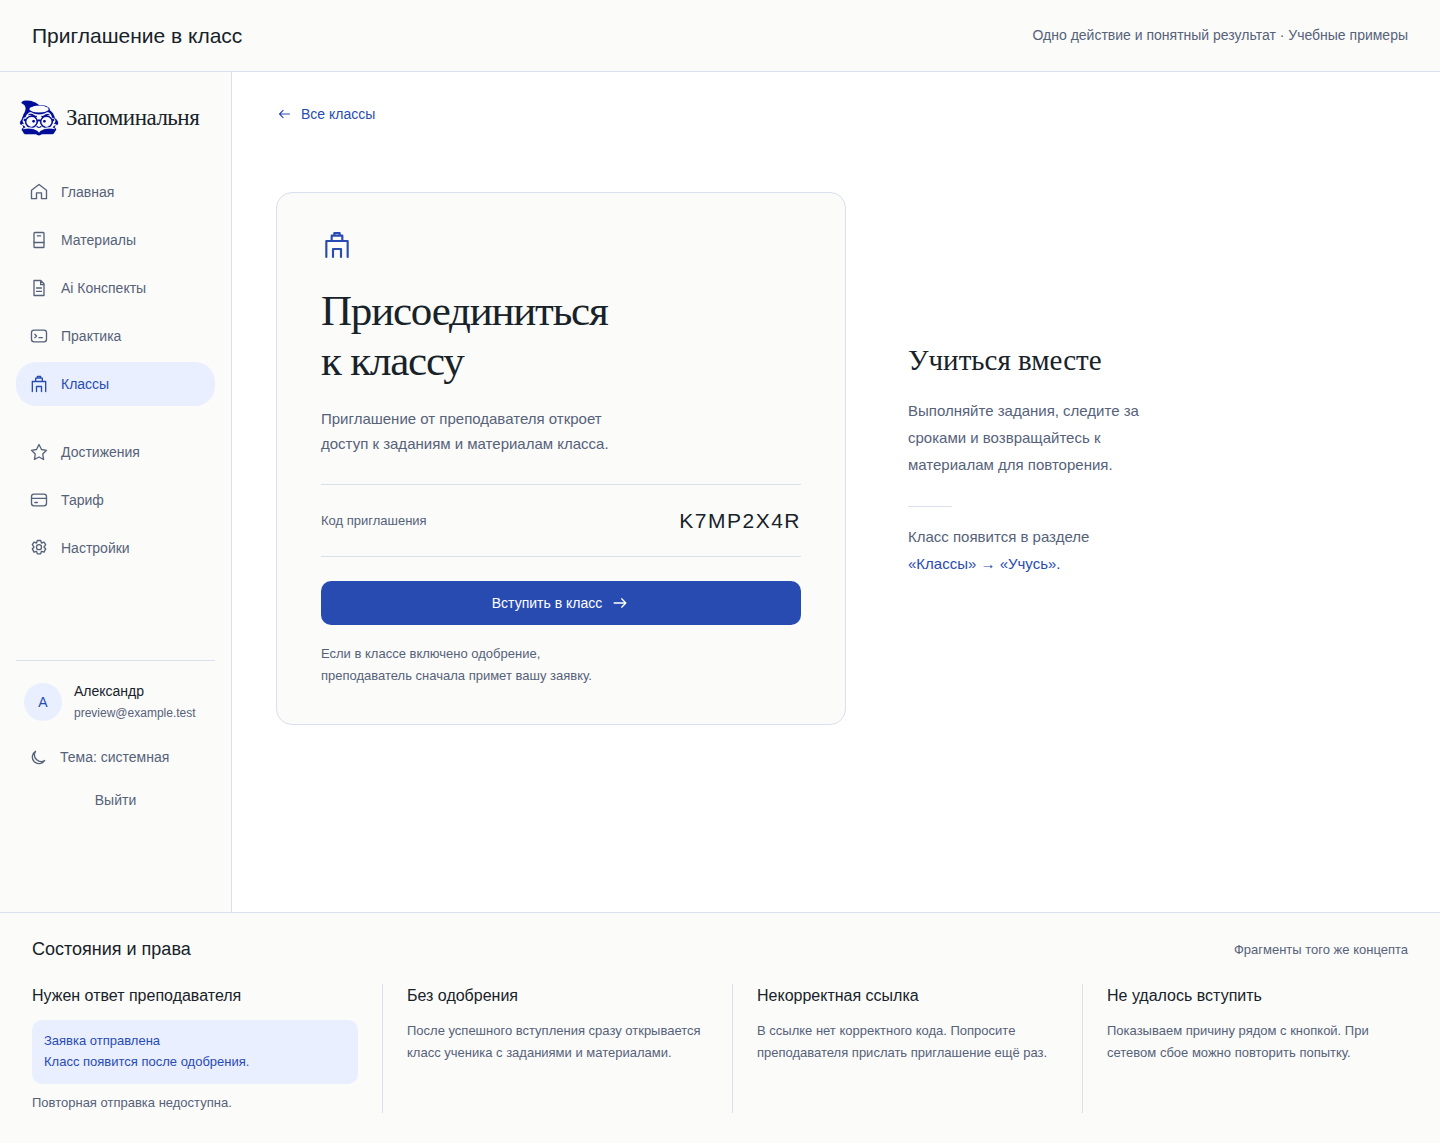 Приглашение в класс
Одно действие и понятный результат · Учебные примеры
Запоминальня
Главная
Материалы
Ai Конспекты
Практика
Классы
Достижения
Тариф
Настройки
А
Александр
preview@example.test
Тема: системная
Выйти
← Все классы
Присоединиться
к классу
Приглашение от преподавателя откроет
доступ к заданиям и материалам класса.
Код приглашения
K7MP2X4R
Вступить в класс →
Если в классе включено одобрение,
преподаватель сначала примет вашу заявку.
Учиться вместе
Выполняйте задания, следите за
сроками и возвращайтесь к
материалам для повторения.
Класс появится в разделе
«Классы» → «Учусь».
Состояния и права
Фрагменты того же концепта
Нужен ответ преподавателя
Заявка отправлена
Класс появится после одобрения.
Повторная отправка недоступна.
Без одобрения
После успешного вступления сразу открывается
класс ученика с заданиями и материалами.
Некорректная ссылка
В ссылке нет корректного кода. Попросите
преподавателя прислать приглашение ещё раз.
Не удалось вступить
Показываем причину рядом с кнопкой. При
сетевом сбое можно повторить попытку.